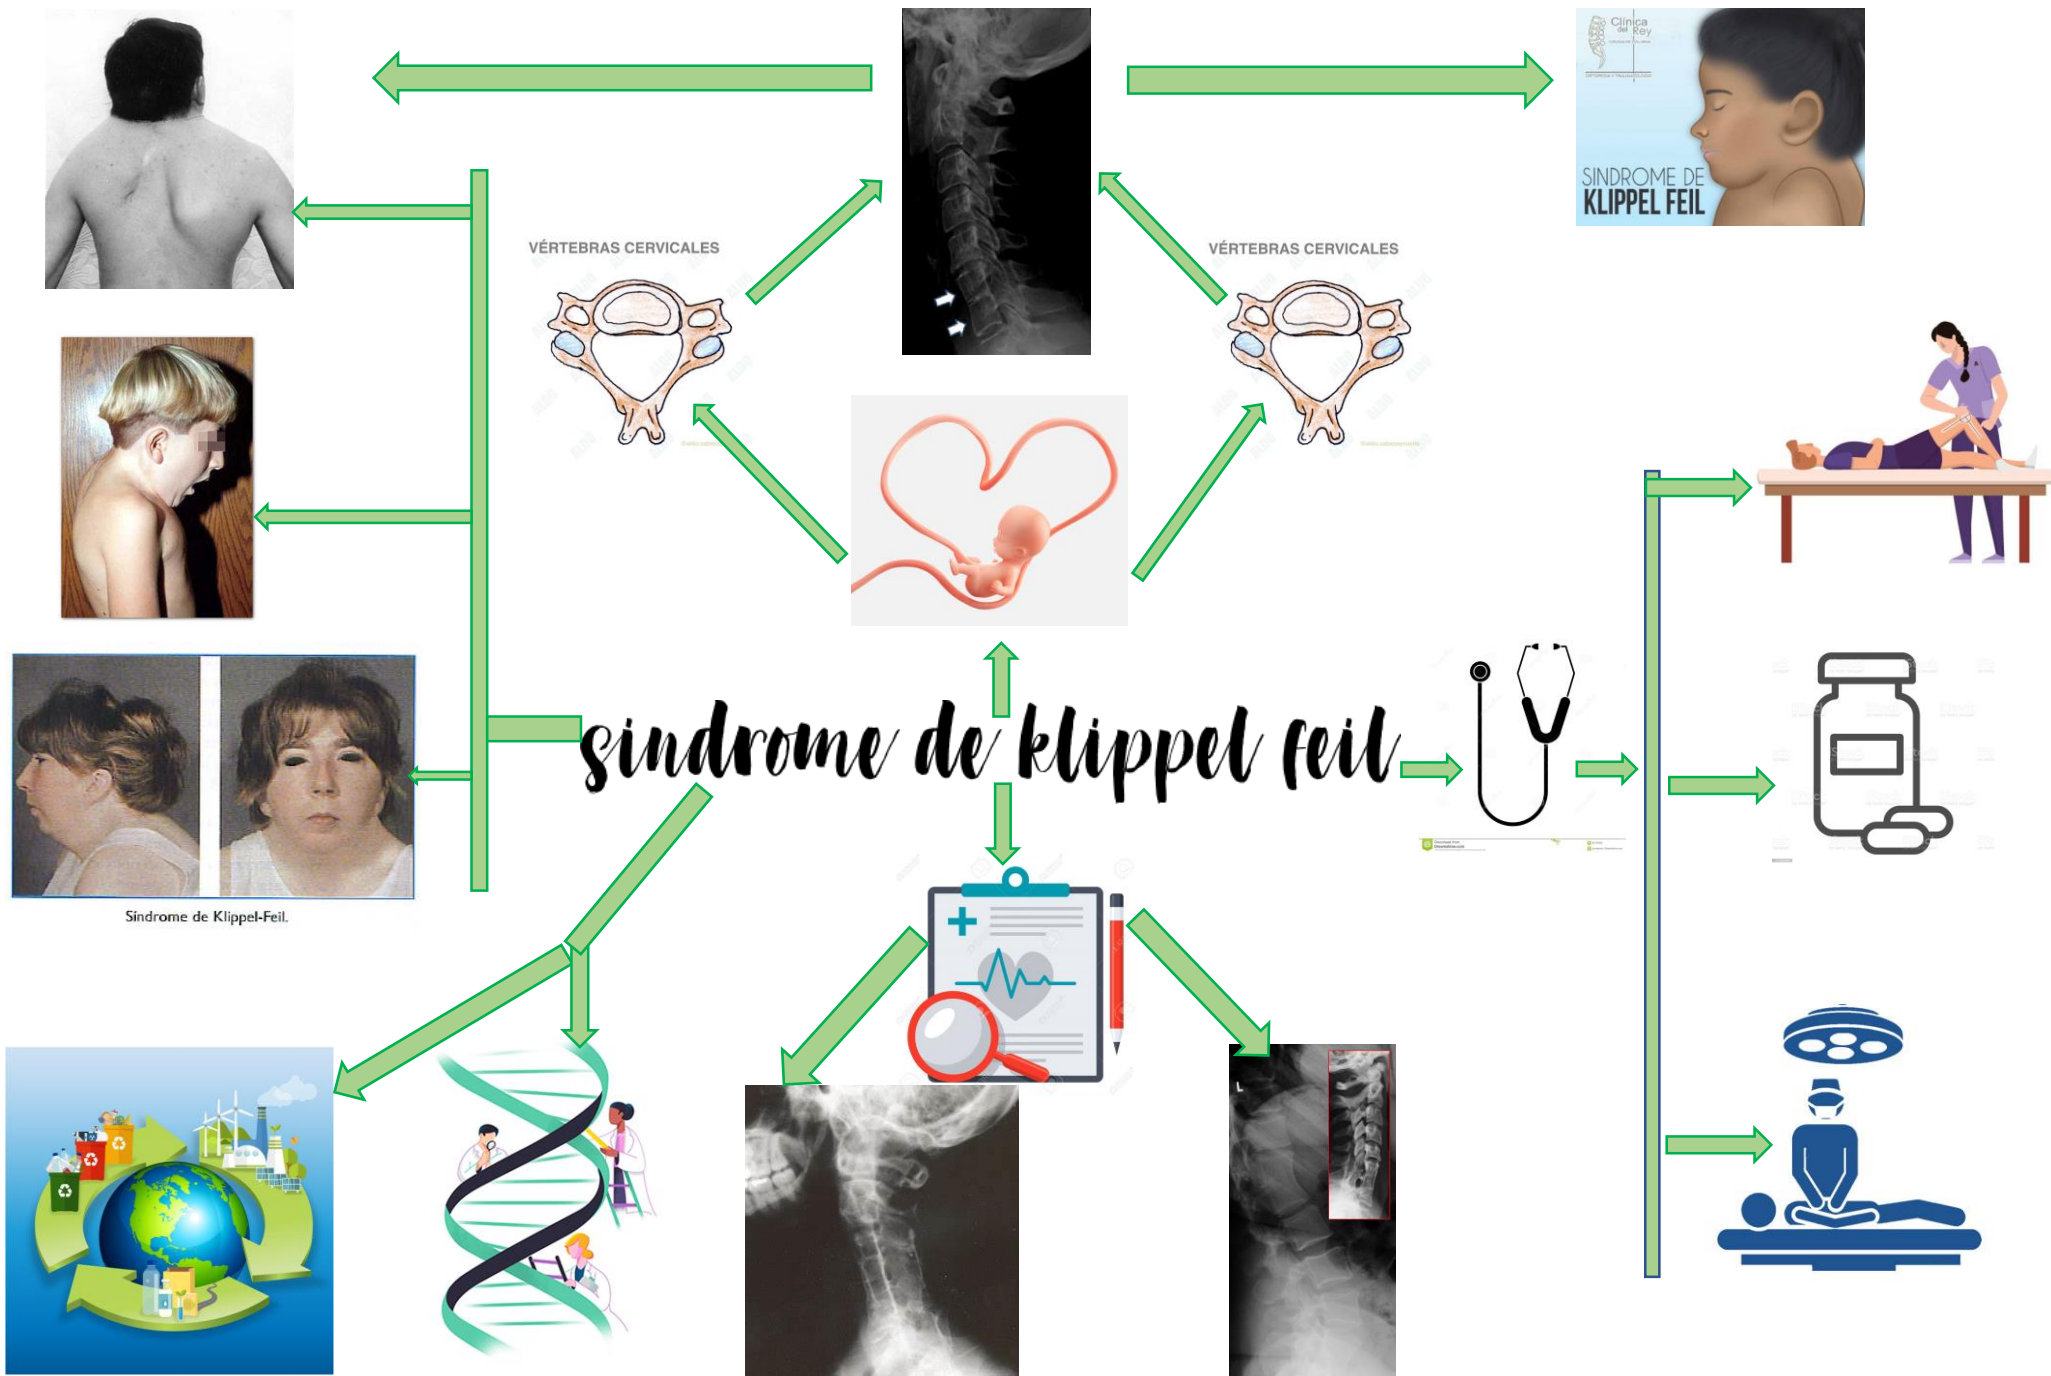 Clínica
del Rey
SINDROME DE
KLIPPEL FEIL
VÉRTEBRAS CERVICALES
VÉRTEBRAS CERVICALES
sindrome de klippel feil
Síndrome de Klippel-Feil.
L